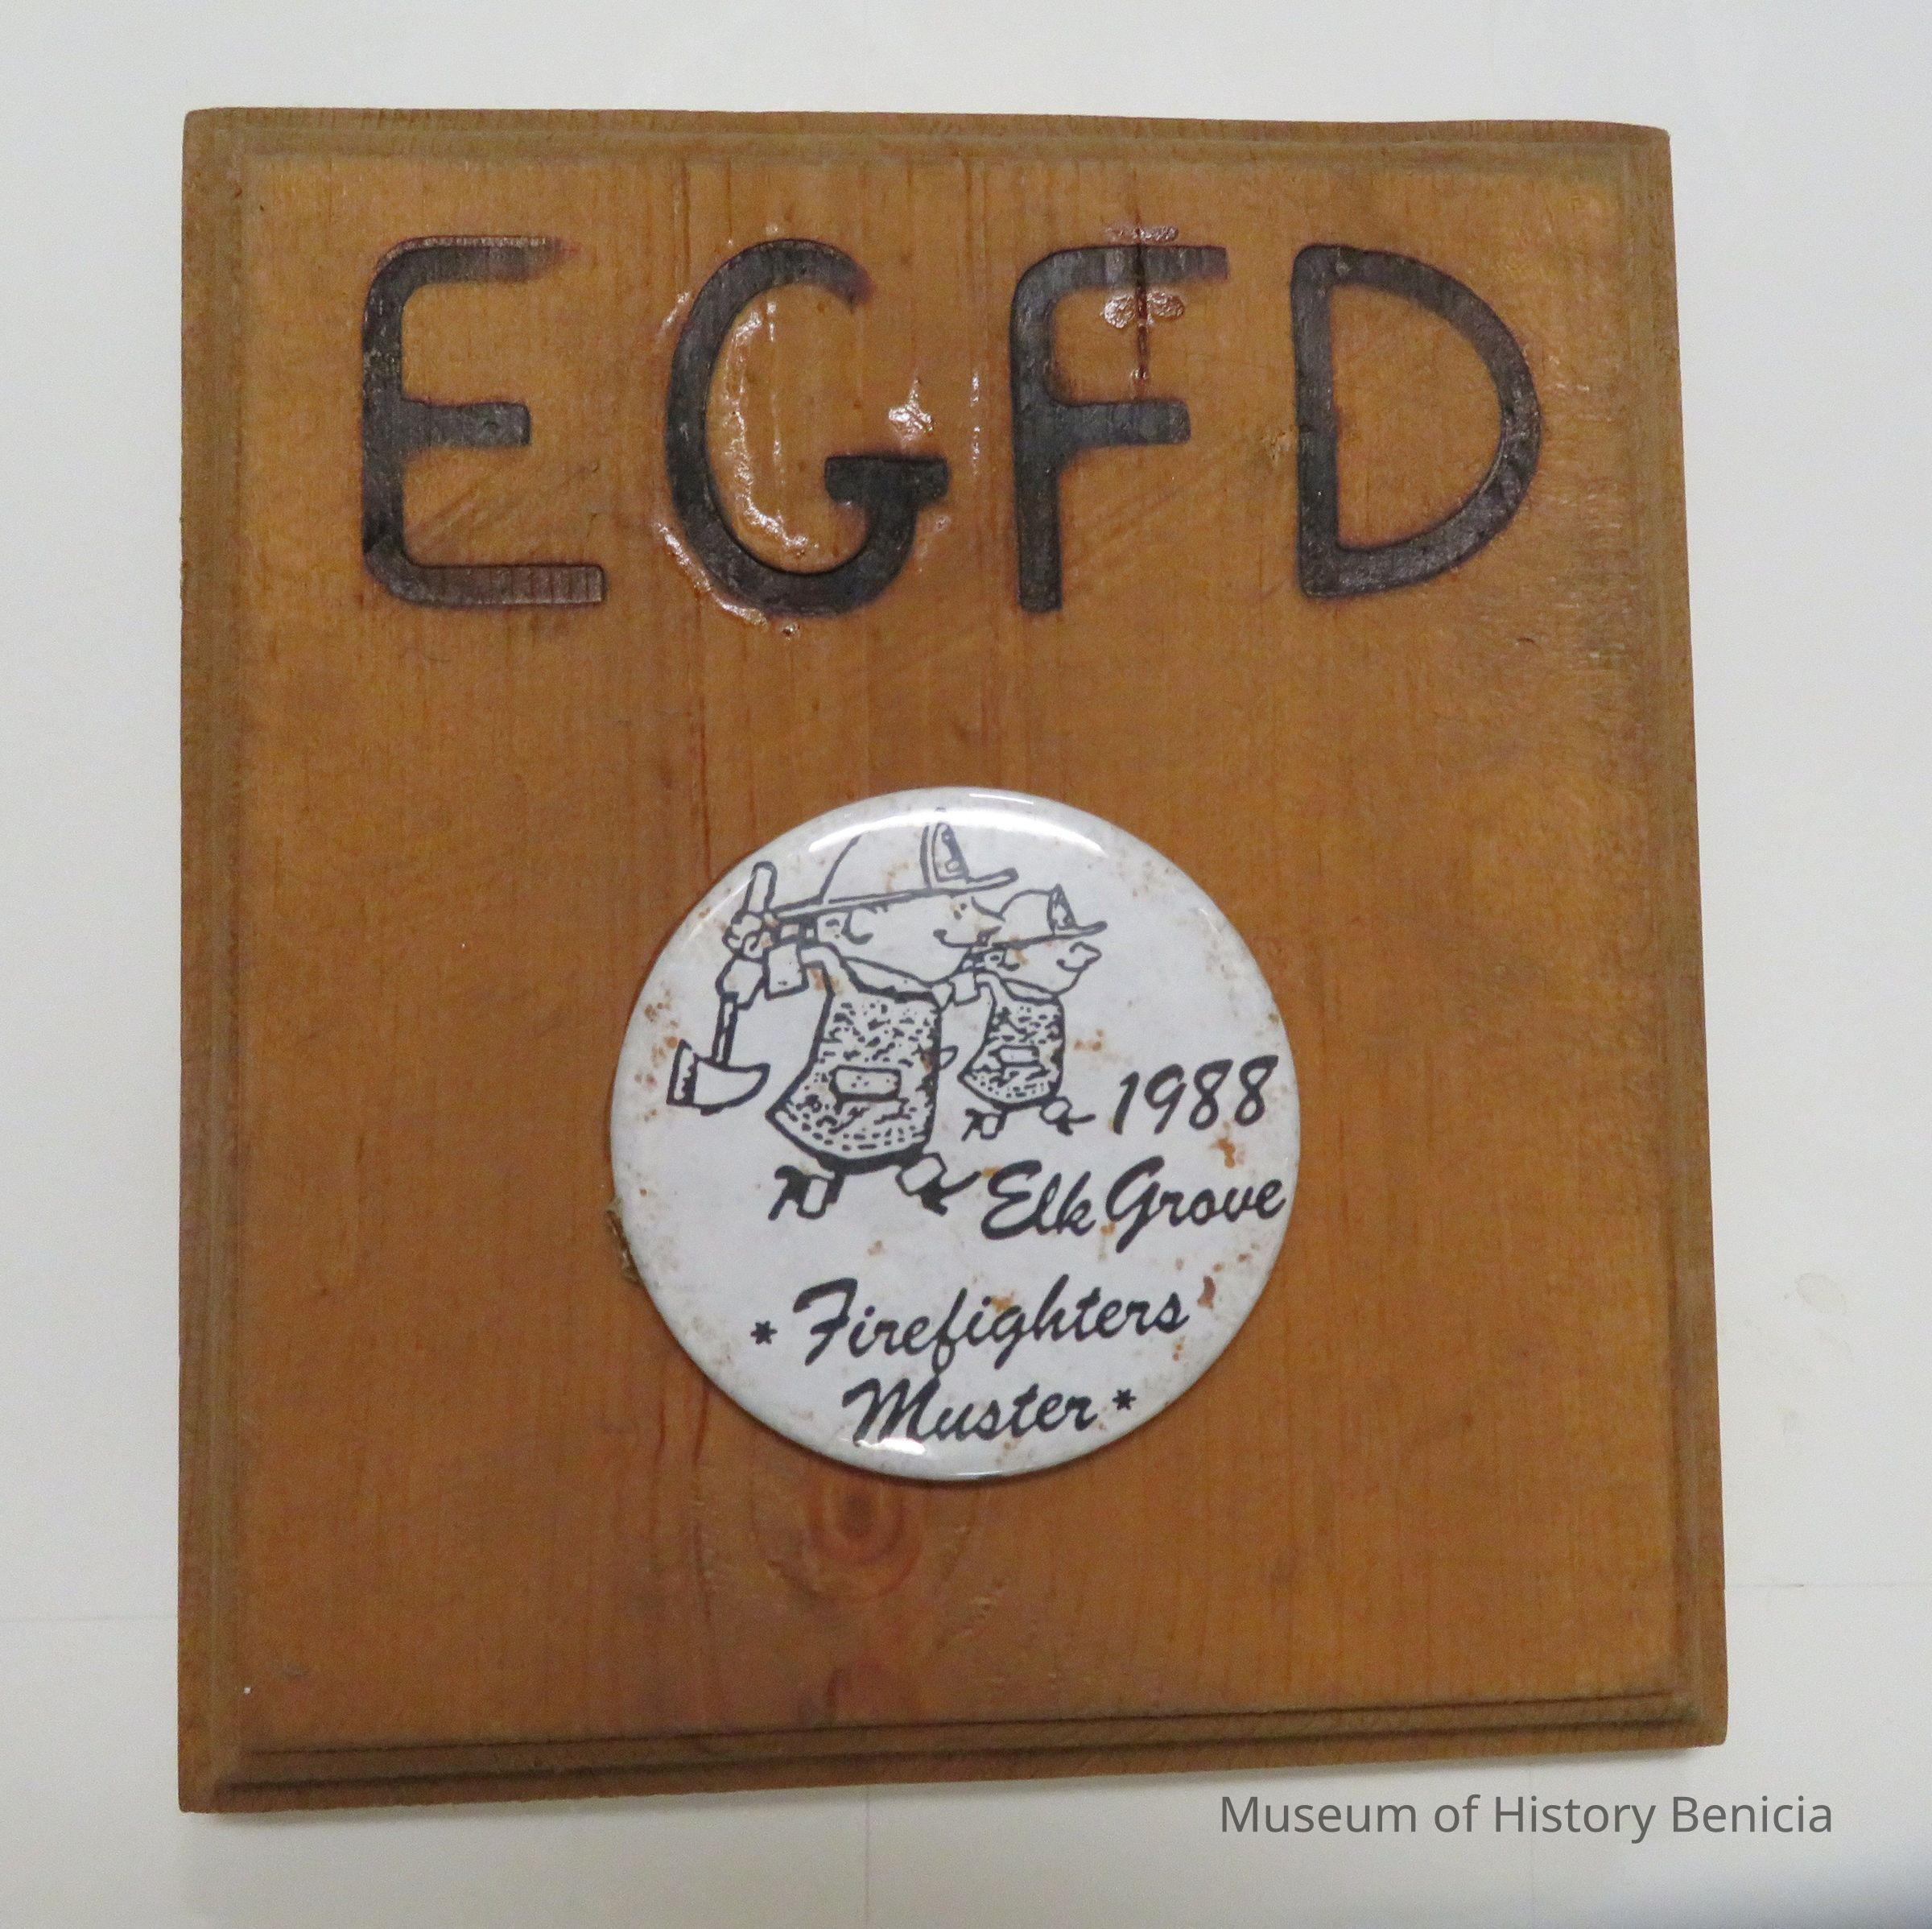 EGFD
1988
Elk Grove
* Firefighters'
Muster *
Museum of History Benicia